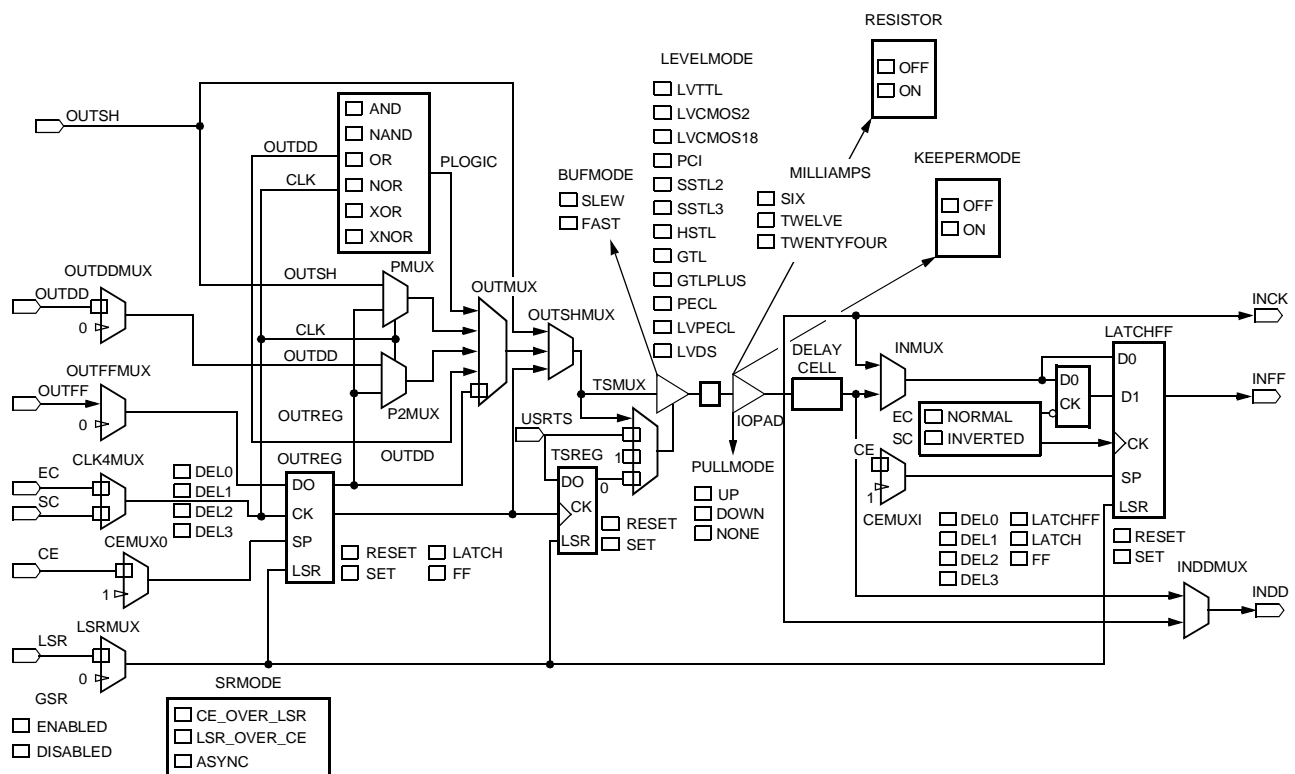 RESISTOR
OFF
ON
LEVELMODE
LVTTL
LVCMOS2
LVCMOS18
PCI
SSTL2
SSTL3
HSTL
GTL
GTLPLUS
PECL
LVPECL
LVDS
KEEPERMODE
OFF
ON
MILLIAMPS
SIX
TWELVE
TWENTYFOUR
BUFMODE
SLEW
FAST
OUTSH
AND
NAND
OR
NOR
XOR
XNOR
OUTDD
CLK
PLOGIC
OUTDDMUX
OUTDD
0
OUTSH
PMUX
OUTMUX
OUTSHMUX
CLK
OUTDD
P2MUX
OUTFFMUX
OUTFF
0
OUTREG
OUTDD
TSMUX
USRTS
1
0
TSREG
DO
CK
LSR
RESET
SET
CLK4MUX
EC
SC
DEL0
DEL1
DEL2
DEL3
OUTREG
DO
CK
SP
LSR
RESET
SET
LATCH
FF
CE
CEMUX0
1
LSR
LSRMUX
0
GSR
ENABLED
DISABLED
SRMODE
CE_OVER_LSR
LSR_OVER_CE
ASYNC
IOPAD
PULLMODE
UP
DOWN
NONE
DELAY
CELL
INMUX
D0
CK
EC
SC
NORMAL
INVERTED
CE
1
CEMUXI
DEL0
DEL1
DEL2
DEL3
LATCHFF
LATCH
FF
LATCHFF
D0
D1
CK
SP
LSR
RESET
SET
INCK
INFF
INDDMUX
INDD